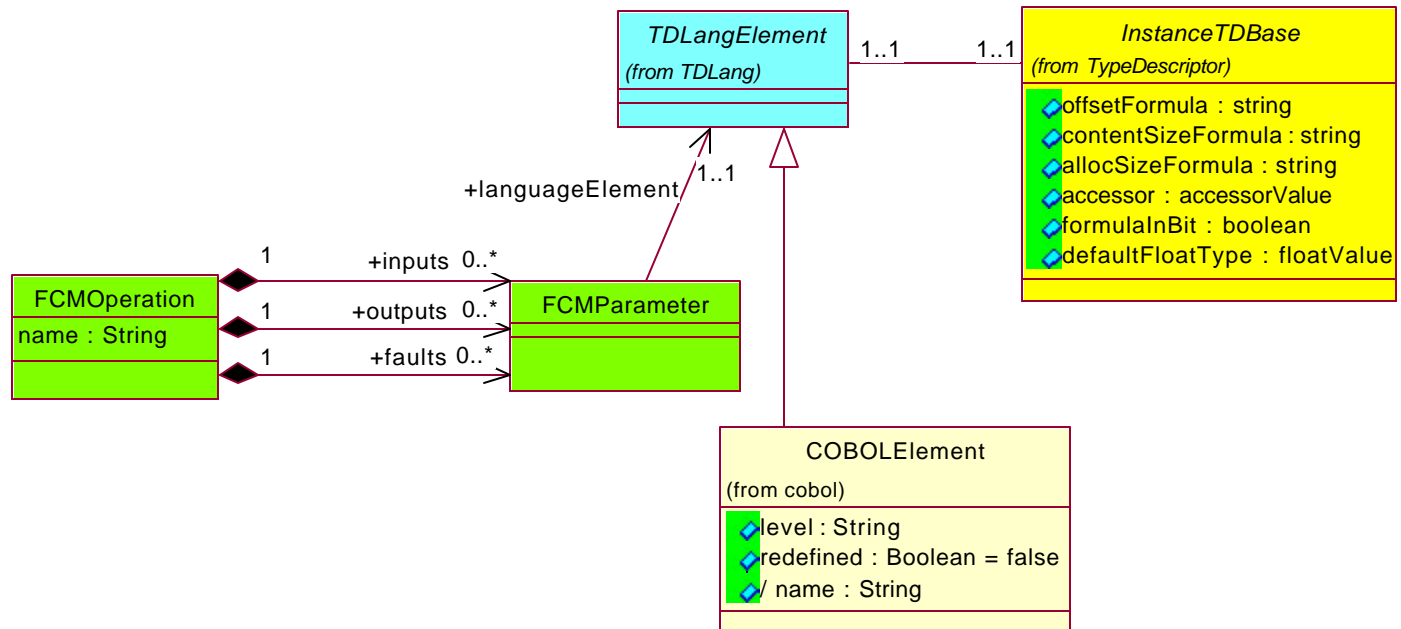 TDLangElement
(from TDLang)
1..1
1..1
InstanceTDBase
(from TypeDescriptor)
offsetFormula : string
contentSizeFormula : string
allocSizeFormula : string
accessor : accessorValue
formulaInBit : boolean
defaultFloatType : floatValue
1..1
+languageElement
1
+inputs 0..*
1
+outputs 0..*
1
+faults 0..*
FCMOperation
name : String
FCMParameter
COBOLElement
(from cobol)
level : String
redefined : Boolean = false
/ name : String